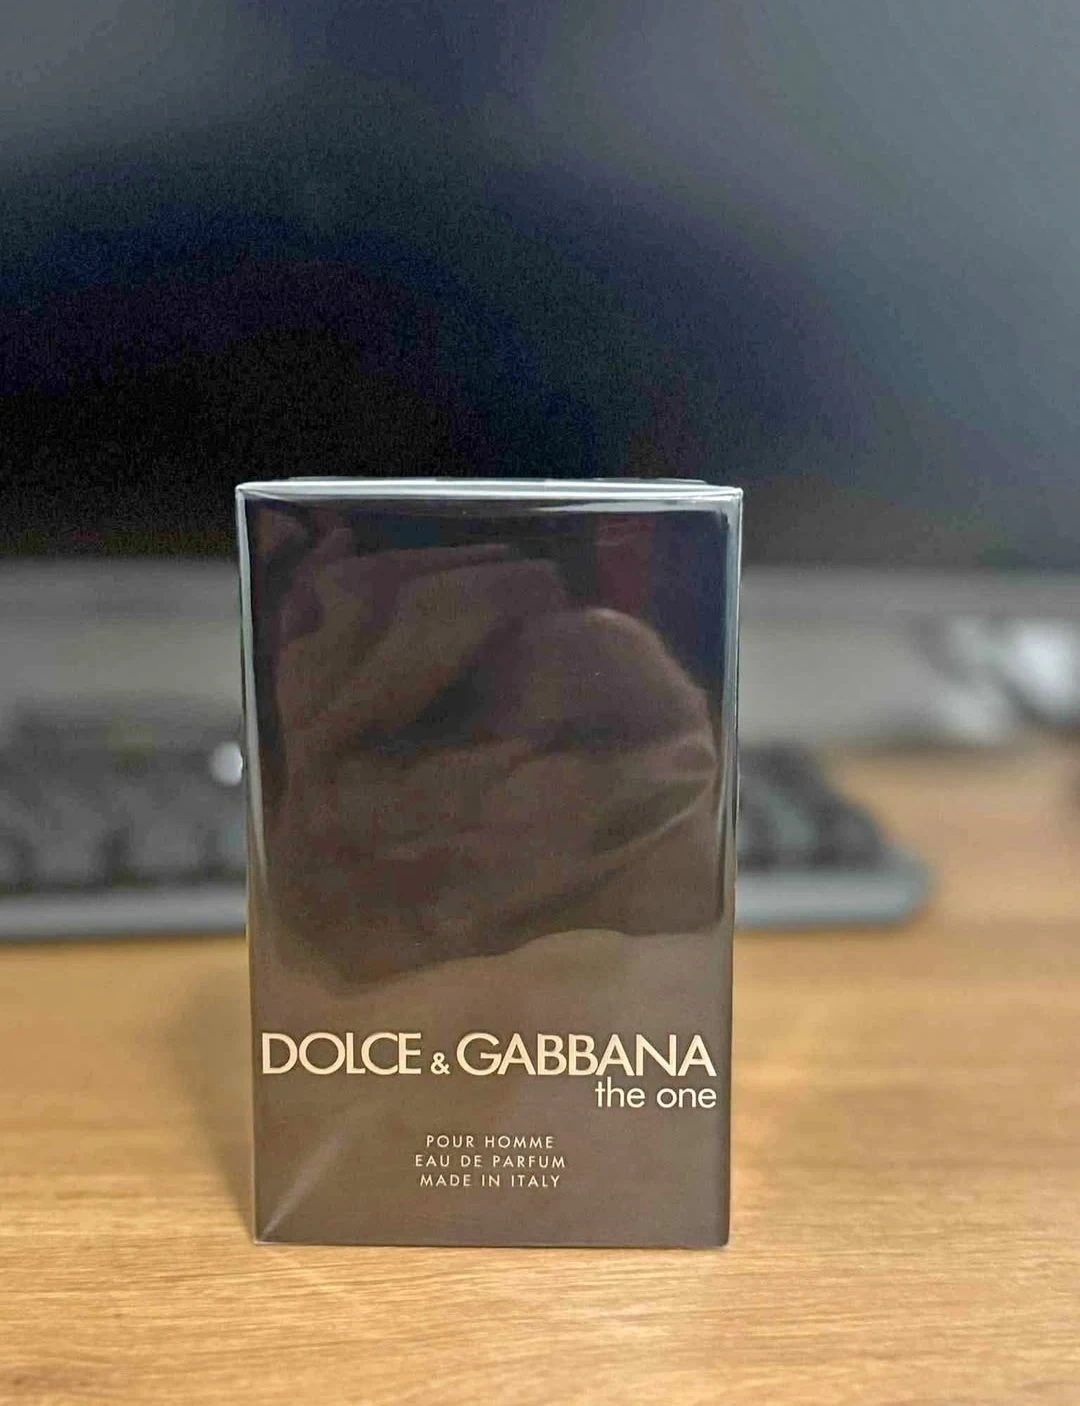 DOLCE & GABBANA
the one
POUR HOMME
EAU DE PARFUM
MADE IN ITALY